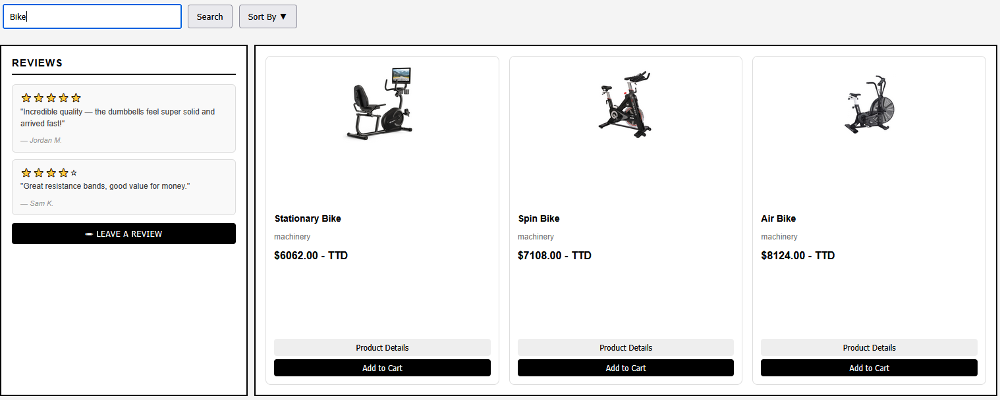 Bike
Search
Sort By ▼
REVIEWS
"Incredible quality — the dumbbells feel super solid and
arrived fast!"
— Jordan M.
"Great resistance bands, good value for money."
— Sam K.
LEAVE A REVIEW
Stationary Bike
machinery
$6062.00 - TTD
Product Details
Add to Cart
Spin Bike
machinery
$7108.00 - TTD
Product Details
Add to Cart
Air Bike
machinery
$8124.00 - TTD
Product Details
Add to Cart